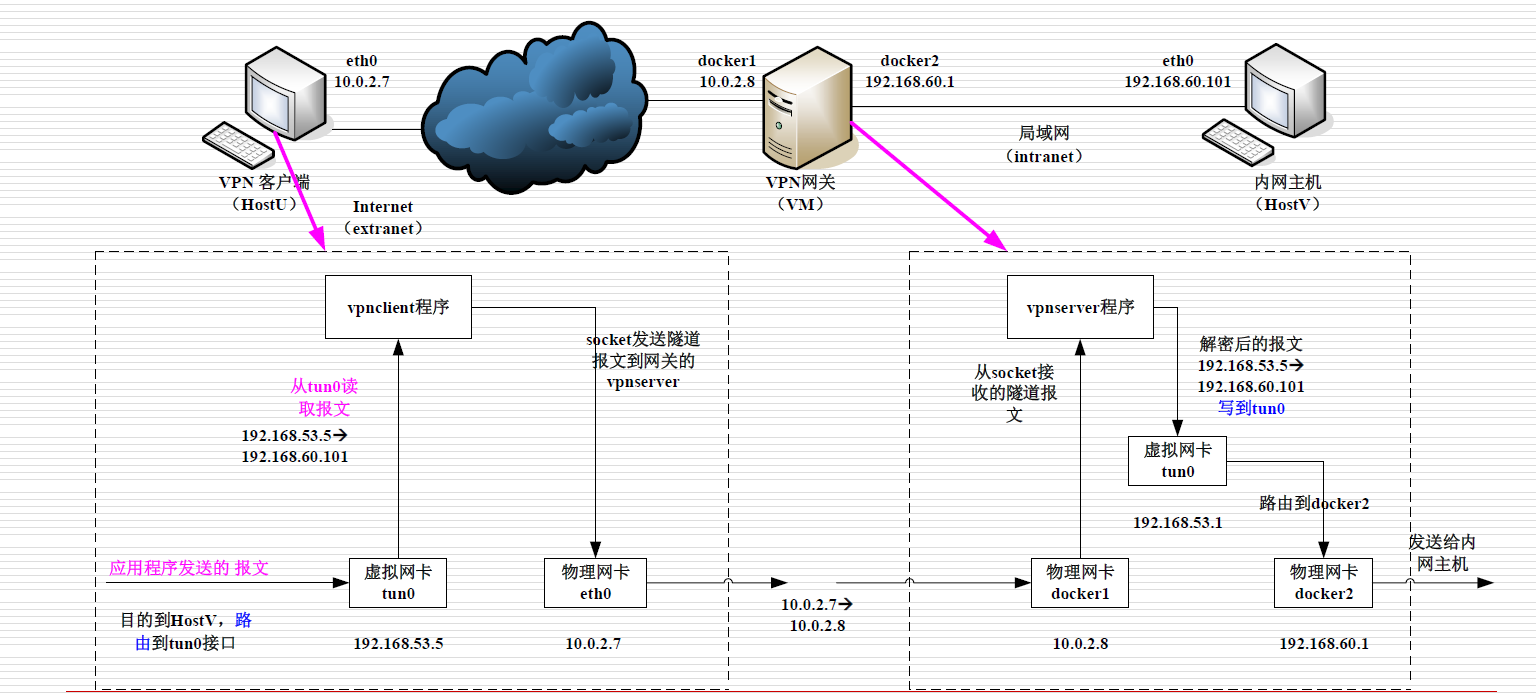 eth0
10.0.2.7
docker1
10.0.2.8
docker2
192.168.60.1
eth0
192.168.60.101
局域网
（intranet）
VPN 客户端
（HostU）
Internet
（extranet）
VPN网关
（VM）
内网主机
（HostV）
vpnclient程序
socket发送隧道
报文到网关的
vpnserver
从tun0读
取报文
192.168.53.5→
192.168.60.101
应用程序发送的 报文
目的到HostV，路
由到tun0接口
虚拟网卡
tun0
192.168.53.5
物理网卡
eth0
10.0.2.7
10.0.2.7→
10.0.2.8
vpnserver程序
从socket接
收的隧道报
文
解密后的报文
192.168.53.5→
192.168.60.101
写到tun0
虚拟网卡
tun0
192.168.53.1
路由到docker2
物理网卡
docker1
10.0.2.8
物理网卡
docker2
192.168.60.1
发送给内
网主机